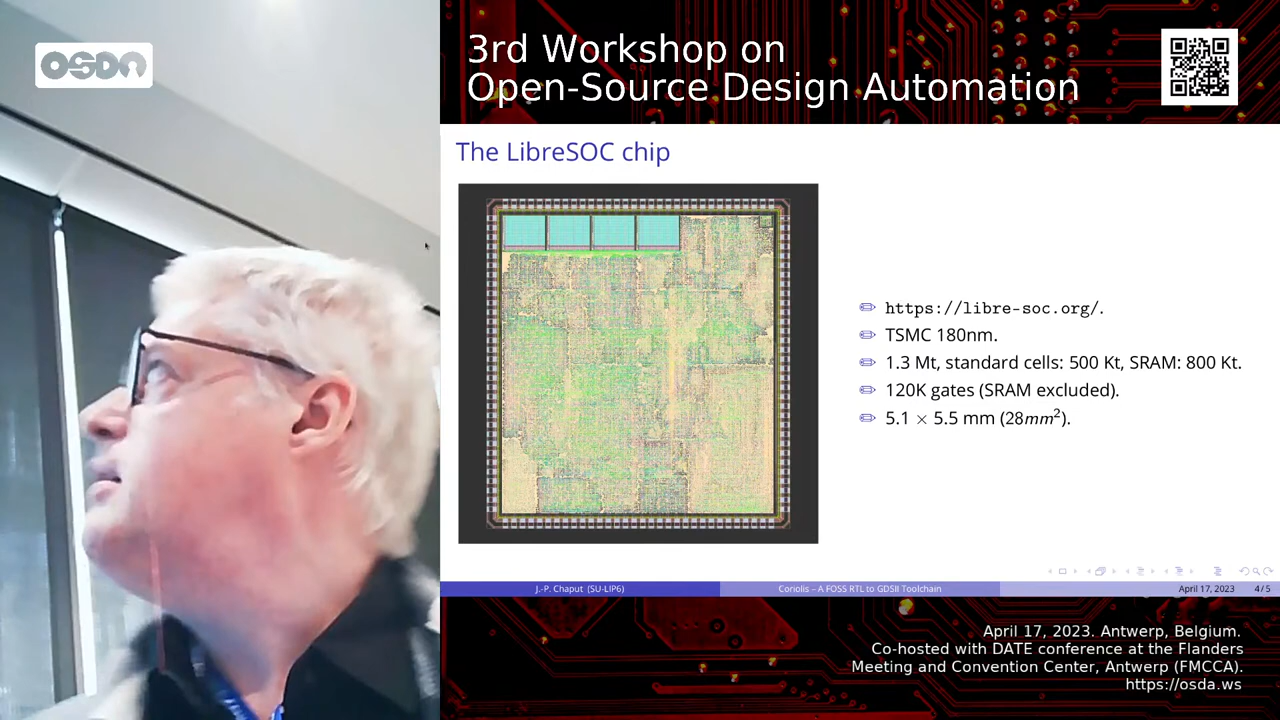 OSDA
3rd Workshop on
Open-Source Design Automation
The LibreSOC chip
https://libre-soc.org/.
TSMC 180nm.
1.3 Mt, standard cells: 500 Kt, SRAM: 800 Kt.
120K gates (SRAM excluded).
5.1 × 5.5 mm (28mm²).
J.-P. Chaput (SU-LIP6)
Coriolis – A FOSS RTL to GDSII Toolchain
April 17, 2023
4/5
April 17, 2023. Antwerp, Belgium.
Co-hosted with DATE conference at the Flanders
Meeting and Convention Center, Antwerp (FMCCA).
https://osda.ws